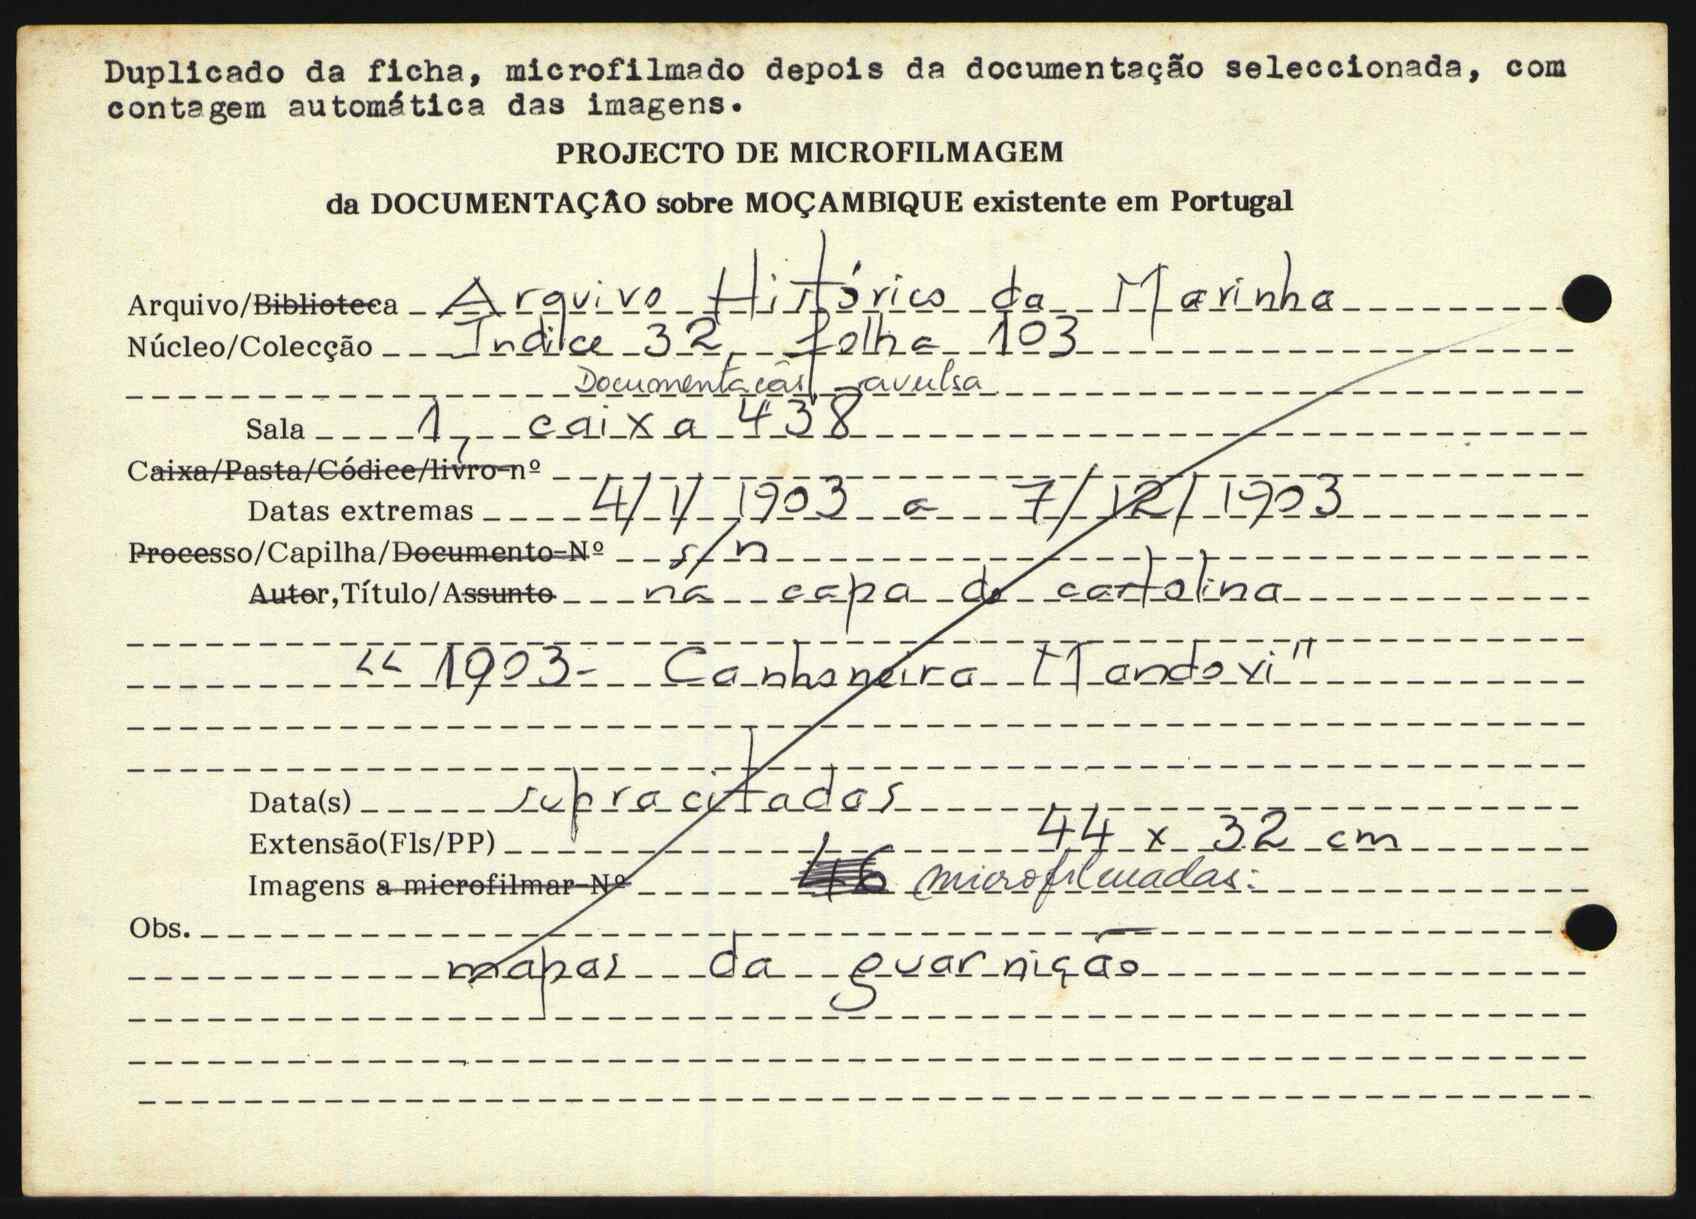 Duplicado da ficha, microfilmado depois da documentação seleccionada, com
contagem automática das imagens.
PROJECTO DE MICROFILMAGEM
da DOCUMENTAÇÃO sobre MOÇAMBIQUE existente em Portugal
Arquivo/Biblioteca Arquivo Histórico da Marinha
Núcleo/Colecção Indice 32, folha 103
Documentação avulsa
Sala 1, caixa 438
Caixa/Pasta/Códice/livro-nº
Datas extremas 4/1/1903 a 7/12/1903
Processo/Capilha/Documento-Nº s/n
Autor,Título/Assunto na capa de cartolina
"1903- Canhoneira Mandovi"
Data(s) supracitadas
Extensão(Fls/PP) 44 x 32 cm
Imagens a microfilmar-Nº microfilmadas:
Obs.
mapas da guarnição